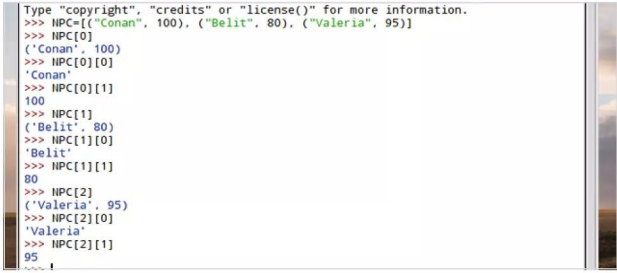 Type "copyright", "credits" or "license()" for more information.
>>> NPC=[("Conan", 100), ("Belit", 80), ("Valeria", 95)]
>>> NPC[0]
('Conan', 100)
>>> NPC[0][0]
'Conan'
>>> NPC[0][1]
100
>>> NPC[1]
('Belit', 80)
>>> NPC[1][0]
'Belit'
>>> NPC[1][1]
80
>>> NPC[2]
('Valeria', 95)
>>> NPC[2][0]
'Valeria'
>>> NPC[2][1]
95
>>>